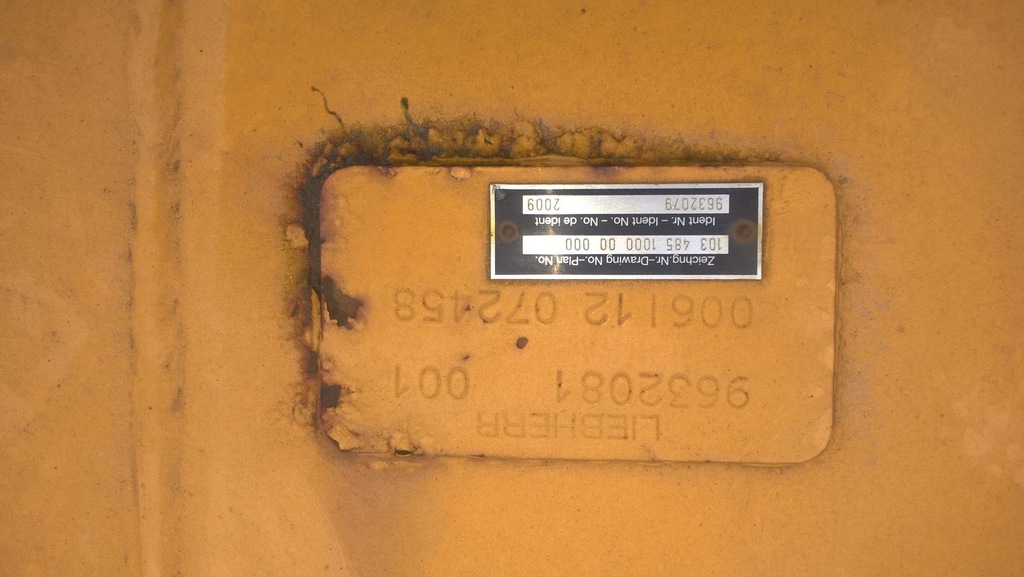 LIEBHERR
9632081 001
006112 072458
Zeichng.Nr.–Drawing No.–Plan No.
103 485 1000 00 000
Ident Nr. – Ident No. – No. de ident
9632079 2009